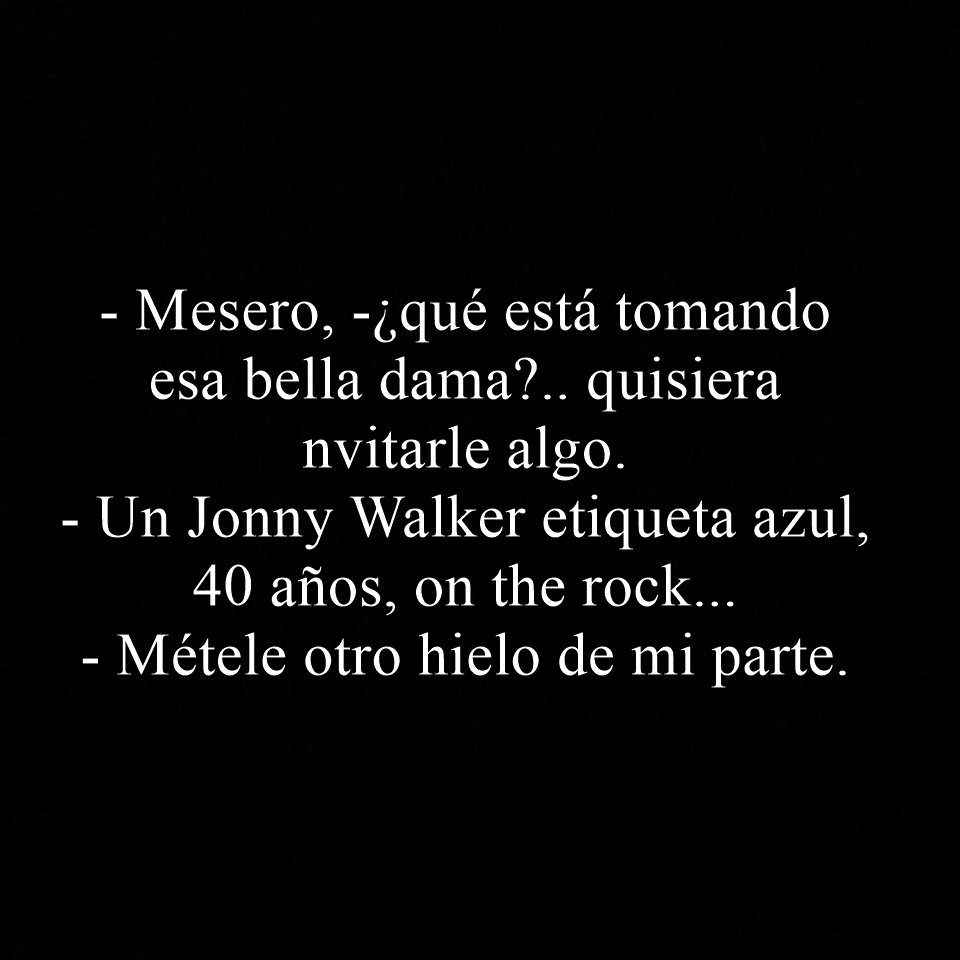 - Mesero, -¿qué está tomando
esa bella dama?.. quisiera
nvitarle algo.
- Un Jonny Walker etiqueta azul,
40 años, on the rock...
- Métele otro hielo de mi parte.